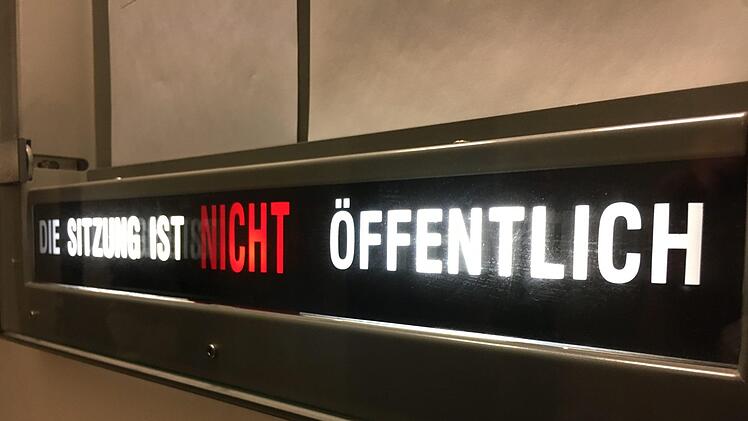 DIE SITZUNG IST NICHT ÖFFENTLICH